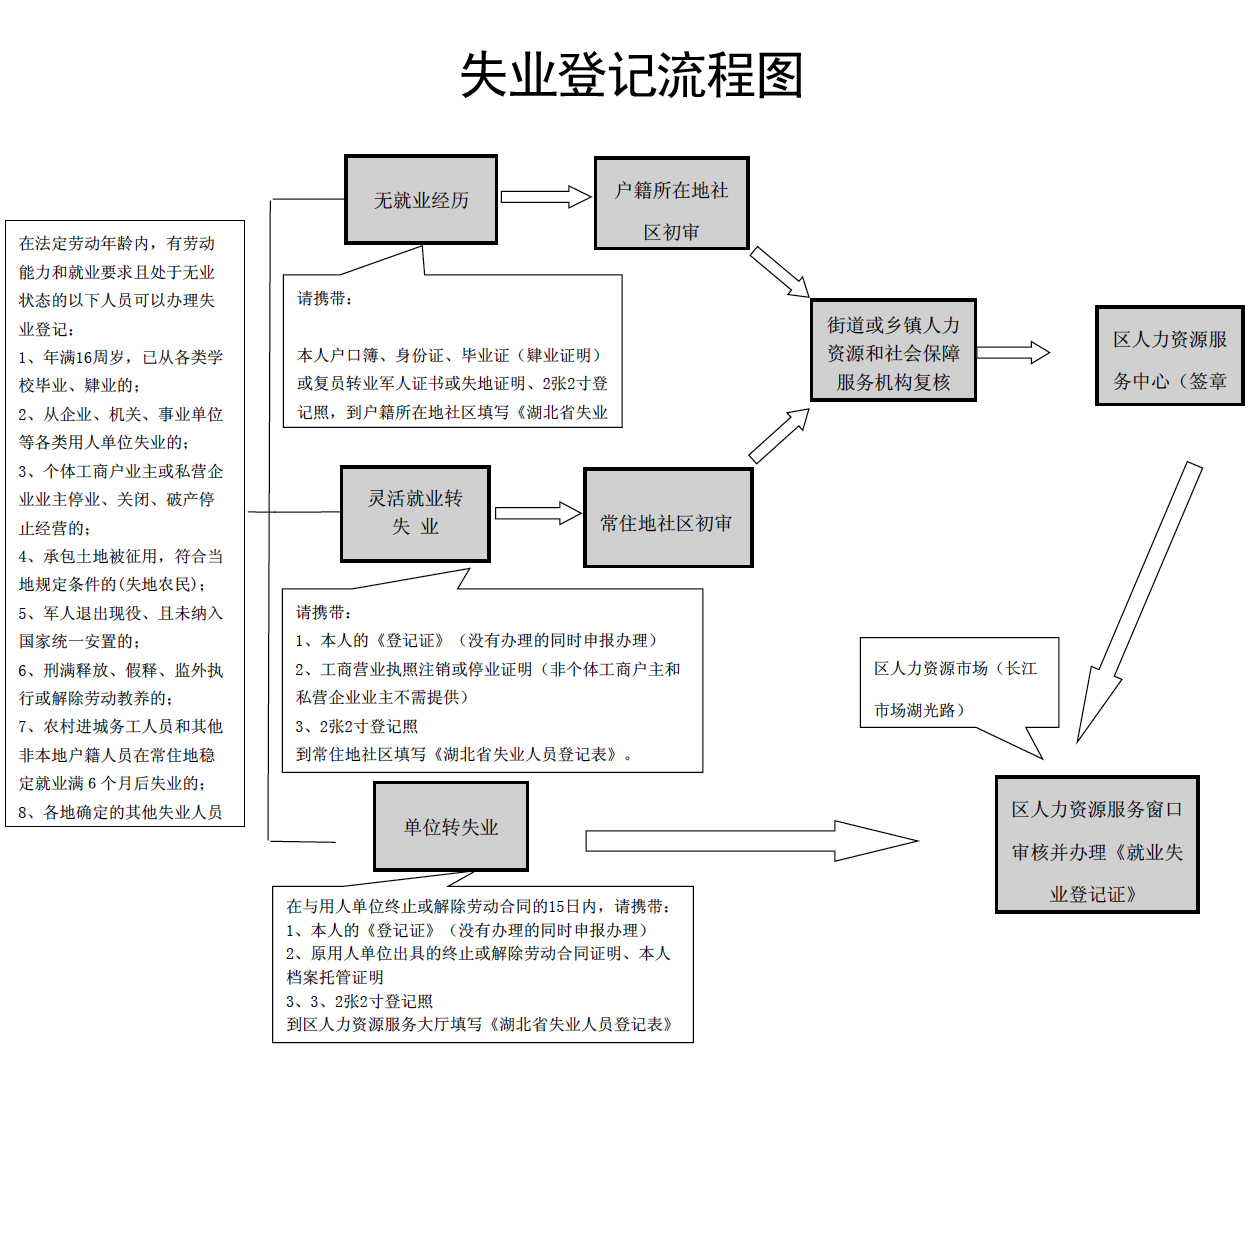 失业登记流程图
在法定劳动年龄内，有劳动
能力和就业要求且处于无业
状态的以下人员可以办理失
业登记：
1、年满16周岁，已从各类学
校毕业、肄业的；
2、从企业、机关、事业单位
等各类用人单位失业的；
3、个体工商户业主或私营企
业业主停业、关闭、破产停
止经营的；
4、承包土地被征用，符合当
地规定条件的(失地农民)；
5、军人退出现役、且未纳入
国家统一安置的；
6、刑满释放、假释、监外执
行或解除劳动教养的；
7、农村进城务工人员和其他
非本地户籍人员在常住地稳
定就业满６个月后失业的；
8、各地确定的其他失业人员
无就业经历
户籍所在地社
区初审
请携带：
本人户口簿、身份证、毕业证（肄业证明）
或复员转业军人证书或失地证明、2张2寸登
记照，到户籍所在地社区填写《湖北省失业
街道或乡镇人力
资源和社会保障
服务机构复核
区人力资源服
务中心（签章
灵活就业转
失 业
常住地社区初审
请携带：
1、本人的《登记证》（没有办理的同时申报办理）
2、工商营业执照注销或停业证明（非个体工商户主和
私营企业业主不需提供）
3、2张2寸登记照
到常住地社区填写《湖北省失业人员登记表》。
区人力资源市场（长江
市场湖光路）
单位转失业
区人力资源服务窗口
审核并办理《就业失
业登记证》
在与用人单位终止或解除劳动合同的15日内，请携带：
1、本人的《登记证》（没有办理的同时申报办理）
2、原用人单位出具的终止或解除劳动合同证明、本人
档案托管证明
3、3、2张2寸登记照
到区人力资源服务大厅填写《湖北省失业人员登记表》